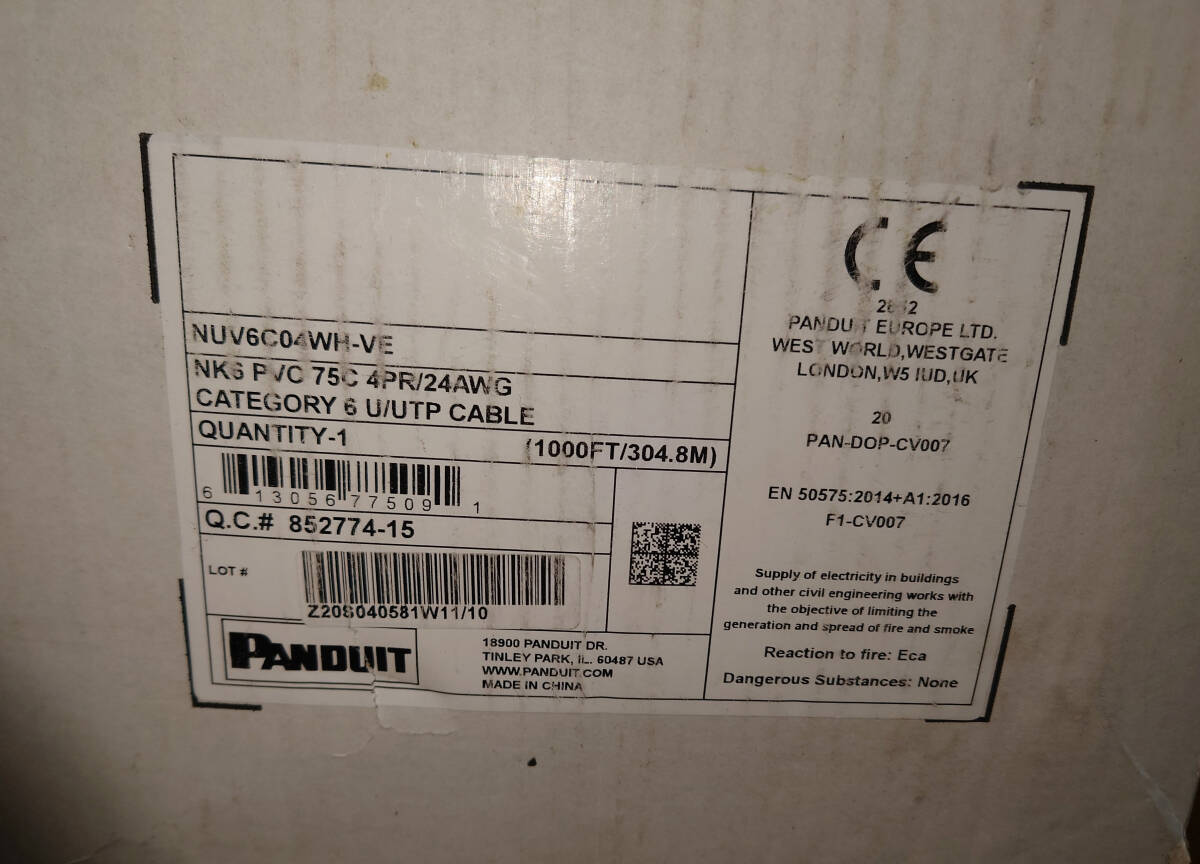 NUV6C04WH-VE
NK6 PVC 75C 4PR/24AWG
CATEGORY 6 U/UTP CABLE
QUANTITY-1 (1000FT/304.8M)
6 13056 77509 1
Q.C.# 852774-15
LOT #
Z20S040581W11/10
PANDUIT
18900 PANDUIT DR.
TINLEY PARK, IL. 60487 USA
WWW.PANDUIT.COM
MADE IN CHINA
CE
PANDUIT EUROPE LTD.
WEST WORLD,WESTGATE
LONDON,W5 IUD,UK
20
PAN-DOP-CV007
EN 50575:2014+A1:2016
F1-CV007
Supply of electricity in buildings
and other civil engineering works with
the objective of limiting the
generation and spread of fire and smoke
Reaction to fire: Eca
Dangerous Substances: None